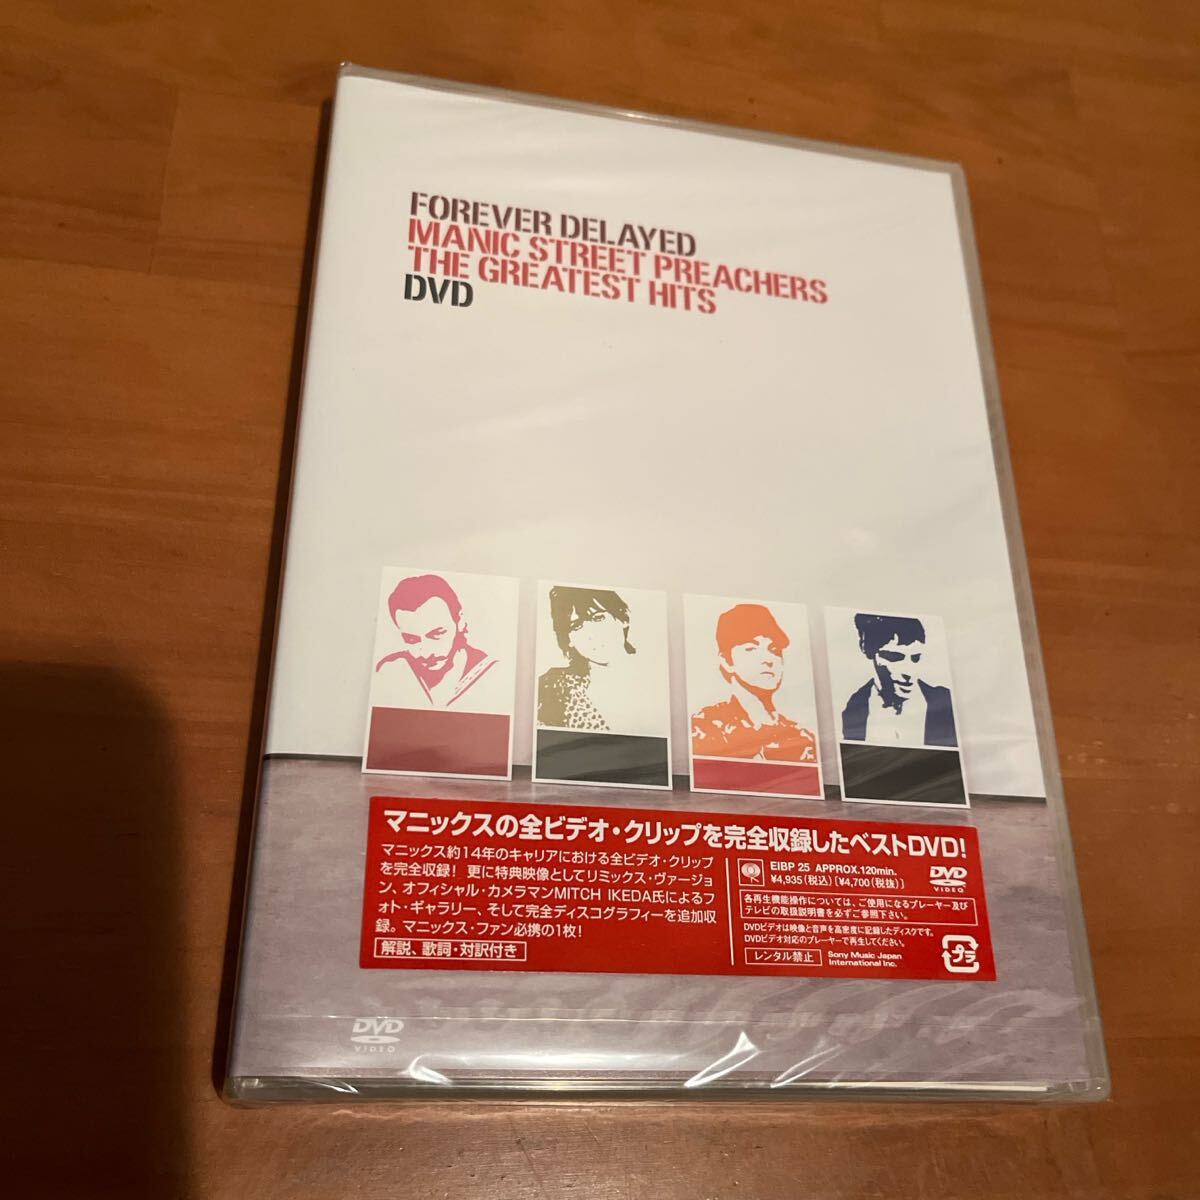 FOREVER DELAYED
MANIC STREET PREACHERS
THE GREATEST HITS
DVD
マニックスの全ビデオ・クリップを完全収録したベストDVD!
マニックス約14年のキャリアにおける全ビデオ・クリップ
を完全収録! 更に特典映像としてリミックス・ヴァージョ
ン、オフィシャル・カメラマンMITCH IKEDA氏によるフ
ォト・ギャラリー、そして完全ディスコグラフィーを追加収
録。マニックス・ファン必携の1枚!
解説、歌詞・対訳付き
EIBP 25 APPROX.120min.
¥4,935(税込)[¥4,700(税抜)]
DVD
VIDEO
各再生機能操作については、ご使用になるプレーヤー及び
テレビの取扱説明書を必ずご参照下さい。
DVDビデオは映像と音声を高密度に記録したディスクです。
DVDビデオ対応のプレーヤーで再生してください。
レンタル禁止
Sony Music Japan
International Inc.
プラ
DVD
VIDEO